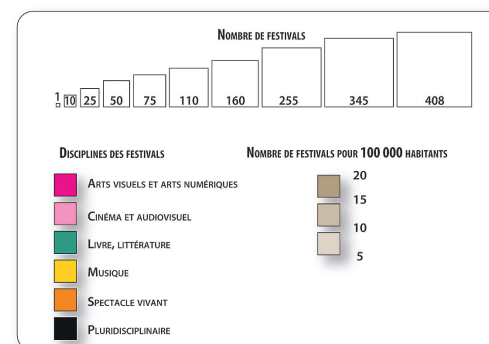 NOMBRE DE FESTIVALS
1 10 25 50 75 110 160 255 345 408
DISCIPLINES DES FESTIVALS
ARTS VISUELS ET ARTS NUMÉRIQUES
CINÉMA ET AUDIOVISUEL
LIVRE, LITTÉRATURE
MUSIQUE
SPECTACLE VIVANT
PLURIDISCIPLINAIRE
NOMBRE DE FESTIVALS POUR 100 000 HABITANTS
20
15
10
5